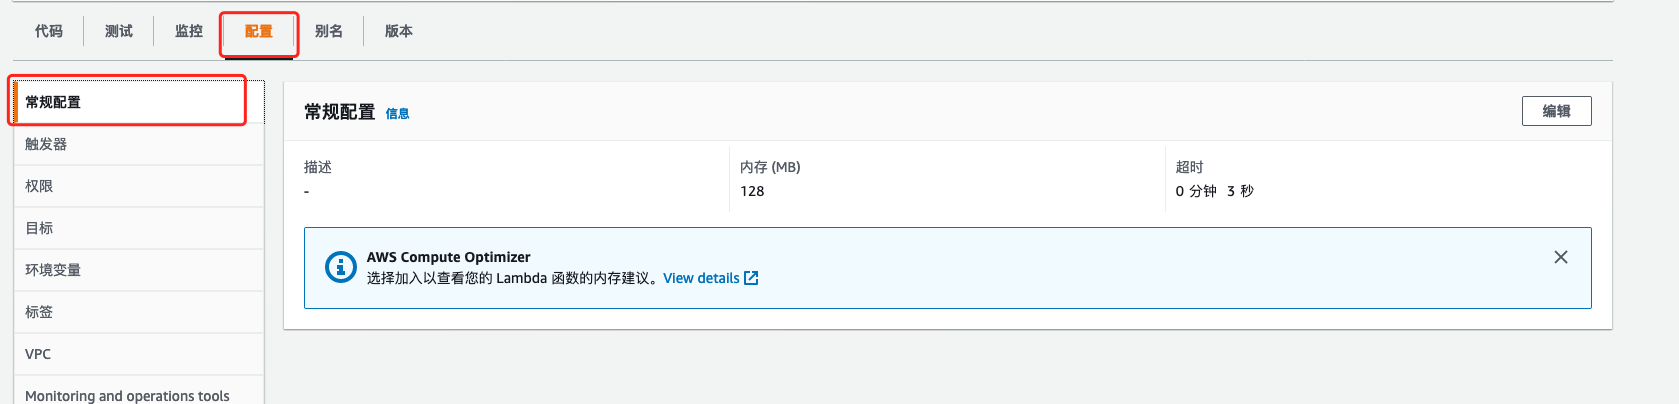 代码 测试 监控 配置 别名 版本
常规配置
触发器
权限
目标
环境变量
标签
VPC
Monitoring and operations tools
常规配置 信息 编辑
描述 内存 (MB) 超时
- 128 0 分钟 3 秒
AWS Compute Optimizer
选择加入以查看您的 Lambda 函数的内存建议。View details